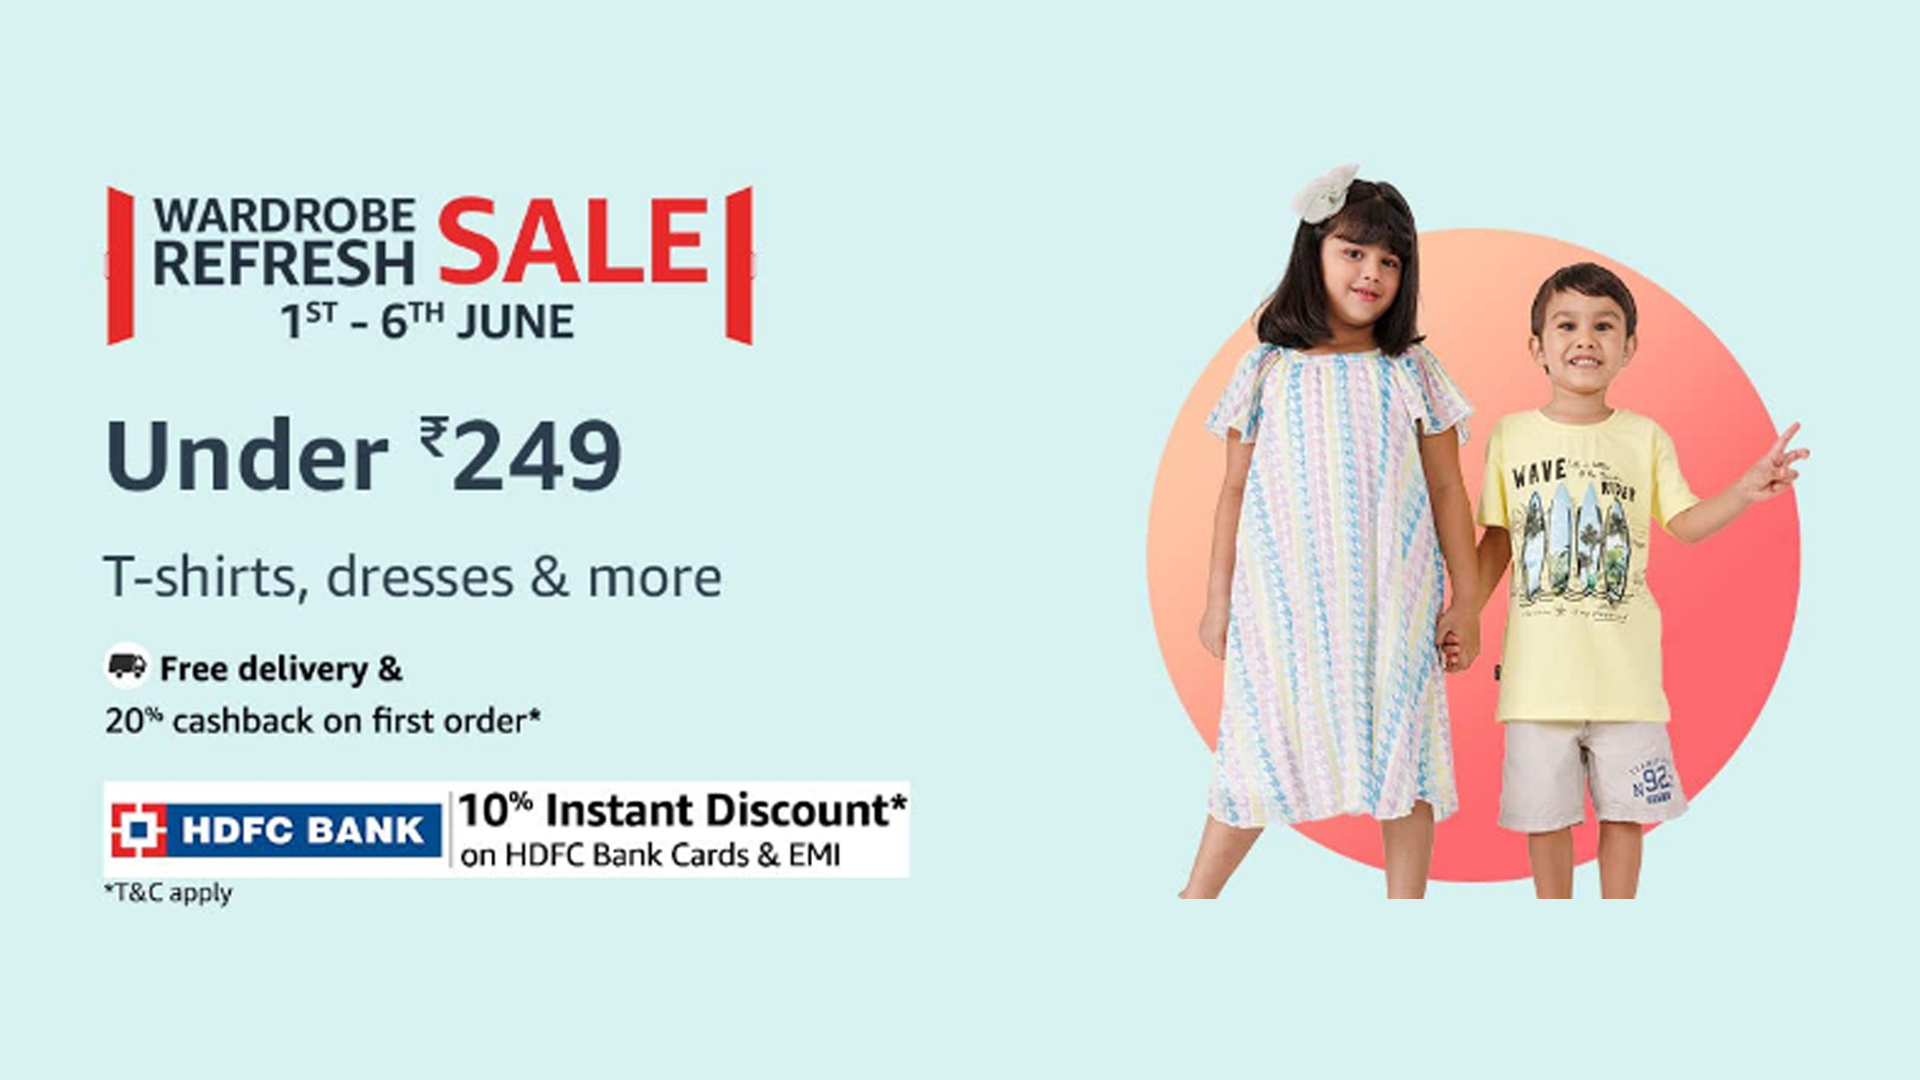 WARDROBE
REFRESH SALE
1ST - 6TH JUNE
Under ₹249
T-shirts, dresses & more
Free delivery &
20% cashback on first order*
HDFC BANK
10% Instant Discount*
on HDFC Bank Cards & EMI
*T&C apply
WAVE
RIDER
N 92